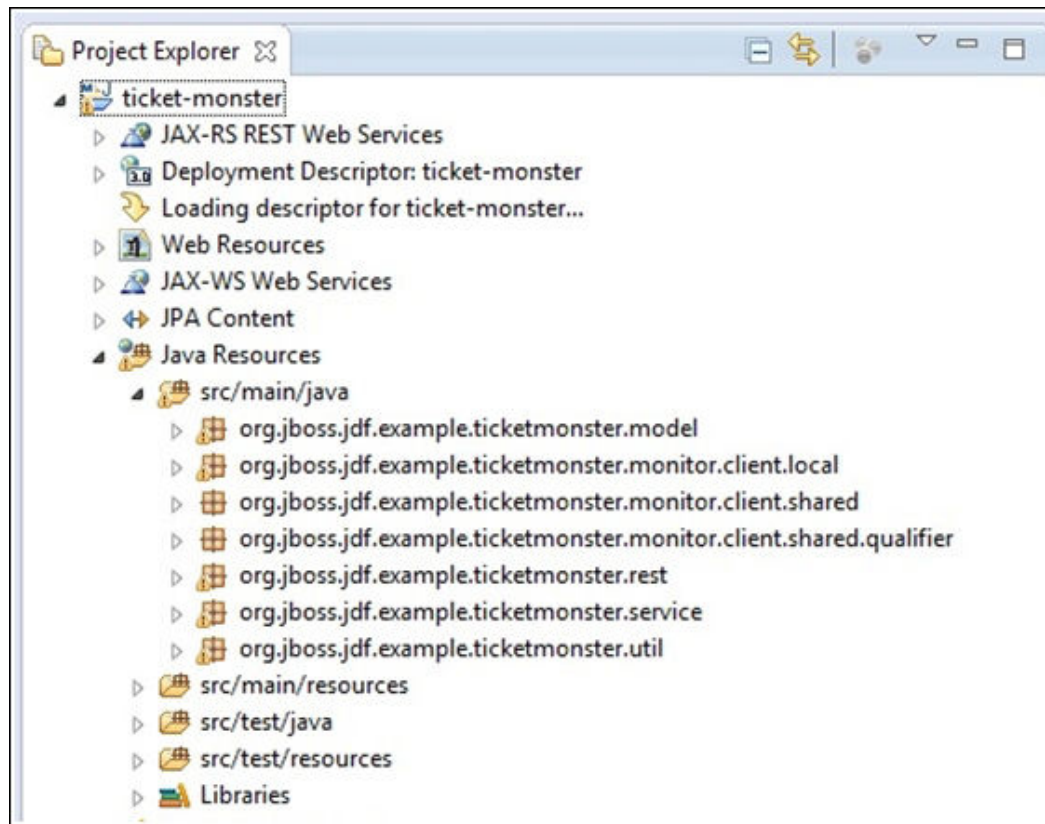 Project Explorer
ticket-monster
JAX-RS REST Web Services
Deployment Descriptor: ticket-monster
Loading descriptor for ticket-monster...
Web Resources
JAX-WS Web Services
JPA Content
Java Resources
src/main/java
org.jboss.jdf.example.ticketmonster.model
org.jboss.jdf.example.ticketmonster.monitor.client.local
org.jboss.jdf.example.ticketmonster.monitor.client.shared
org.jboss.jdf.example.ticketmonster.monitor.client.shared.qualifier
org.jboss.jdf.example.ticketmonster.rest
org.jboss.jdf.example.ticketmonster.service
org.jboss.jdf.example.ticketmonster.util
src/main/resources
src/test/java
src/test/resources
Libraries